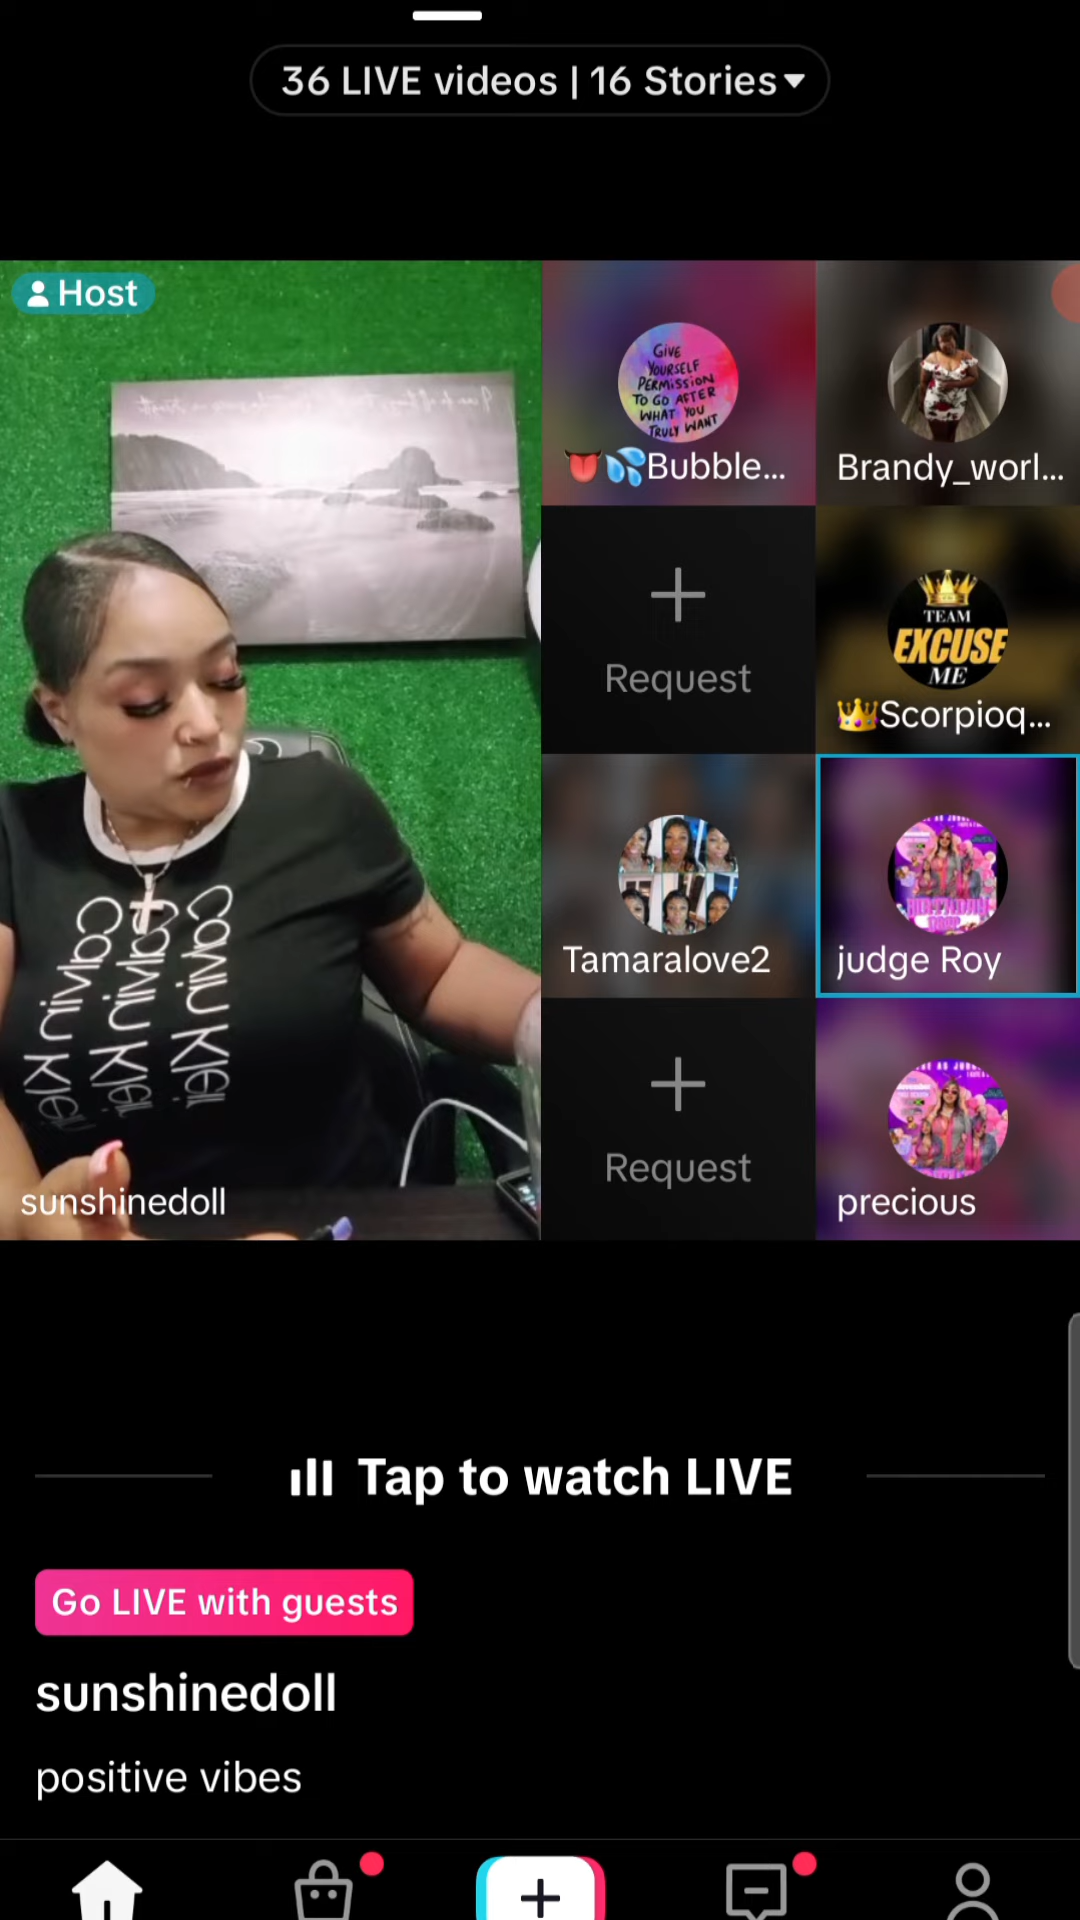 36 LIVE videos | 16 Stories
Host
GIVE
YOURSELF
PERMISSION
TO GO AFTER
WHAT YOU
TRULY WANT
👅💦Bubble...
Brandy_worl...
Request
TEAM
EXCUSE
ME
👑Scorpioq...
Tamaralove2
judge Roy
Request
precious
sunshinedoll
Tap to watch LIVE
Go LIVE with guests
sunshinedoll
positive vibes